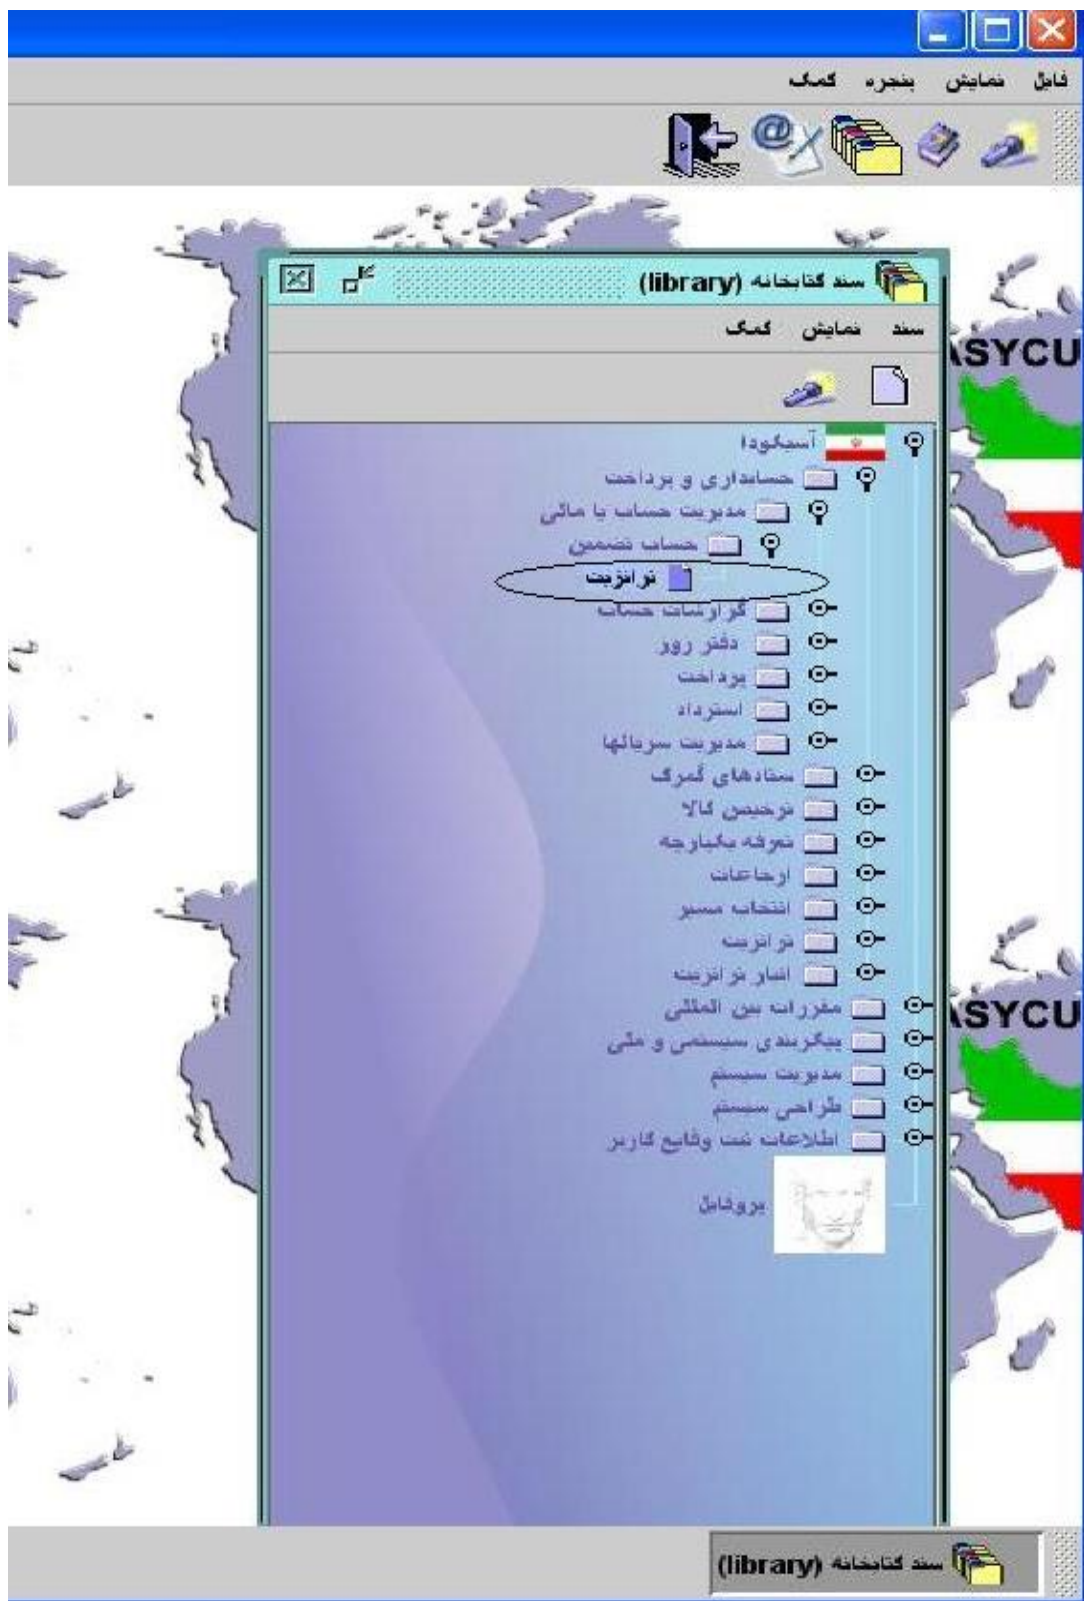 فایل نمایش پنجره کمک
سند کتابخانه (library)
سند نمایش کمک
ASYCU
آسیکودا
حسابداری و پرداخت
مدیریت حساب یا مالی
حساب تضمین
ترانزیت
گزارشات حساب
دفتر روز
پرداخت
استرداد
مدیریت سریالها
ستادهای گمرک
ترخیص کالا
تعرفه یکپارچه
ارجاعات
انتخاب مسیر
ترانزیت
انبار ترانزیت
مقررات بین المللی
ASYCU
پیکربندی سیستمی و ملی
مدیریت سیستم
طراحی سیستم
اطلاعات ثبت وقایع کاربر
پروفایل
سند کتابخانه (library)